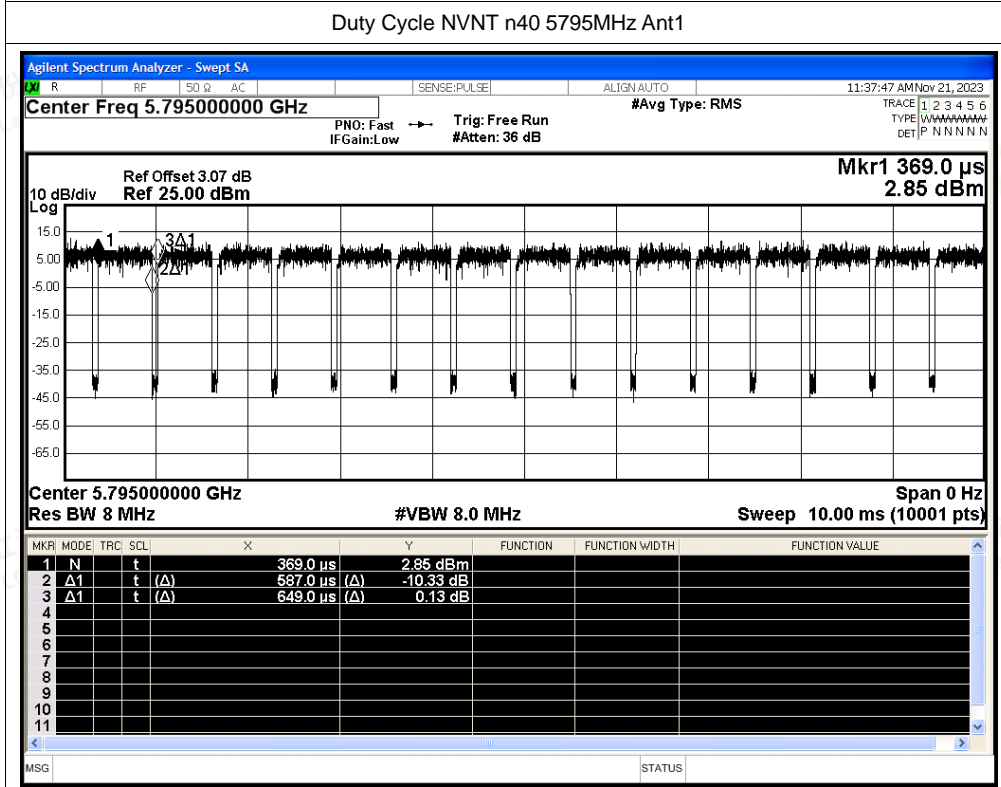 Duty Cycle NVNT n40 5795MHz Ant1
Agilent Spectrum Analyzer - Swept SA
LXI R RF 50 Ω AC SENSE:PULSE ALIGN AUTO 11:37:47 AM Nov 21, 2023
Center Freq 5.795000000 GHz #Avg Type: RMS TRACE 1 2 3 4 5 6
PNO: Fast Trig: Free Run TYPE W
IFGain:Low #Atten: 36 dB DET P N N N N N
Mkr1 369.0 µs
Ref Offset 3.07 dB
10 dB/div Ref 25.00 dBm 2.85 dBm
Log
15.0
1 3Δ1
5.00
2Δ1
-5.00
-15.0
-25.0
-35.0
-45.0
-55.0
-65.0
Center 5.795000000 GHz Span 0 Hz
Res BW 8 MHz #VBW 8.0 MHz Sweep 10.00 ms (10001 pts)
MKR MODE TRC SCL X Y FUNCTION FUNCTION WIDTH FUNCTION VALUE
1 N t 369.0 µs 2.85 dBm
2 Δ1 t (Δ) 587.0 µs (Δ) -10.33 dB
3 Δ1 t (Δ) 649.0 µs (Δ) 0.13 dB
4
5
6
7
8
9
10
11
MSG STATUS